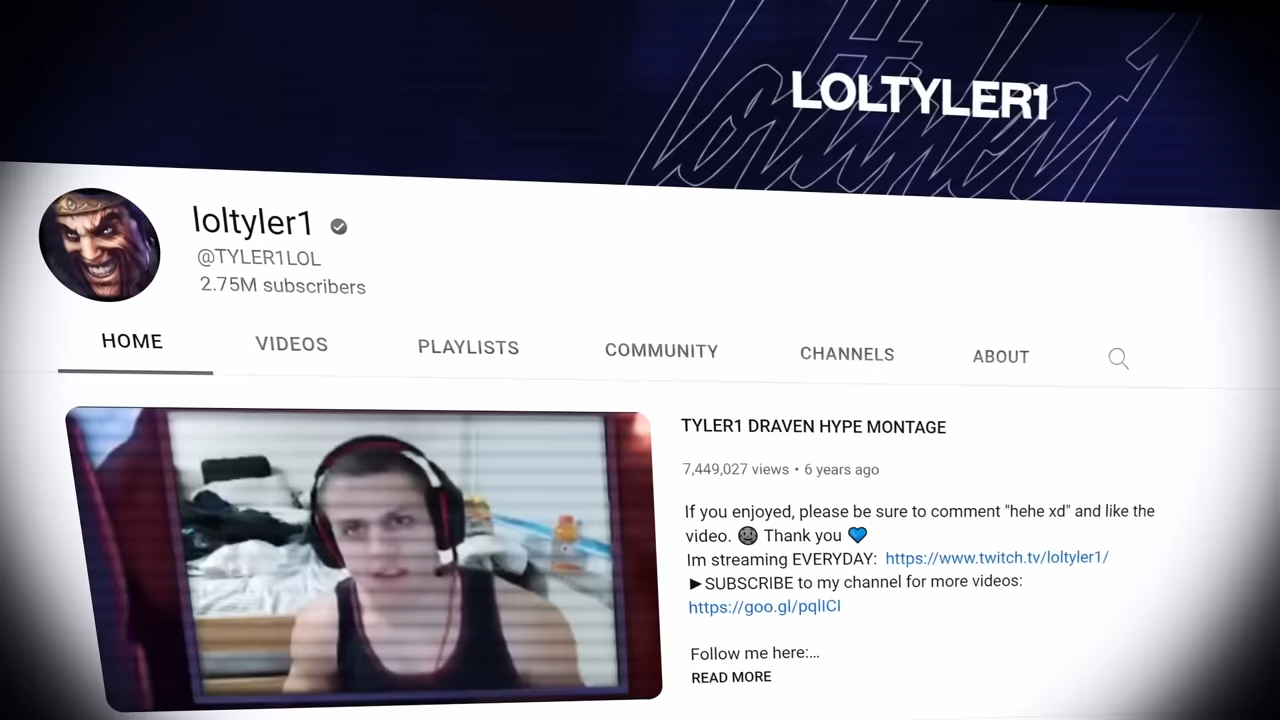 LOLTYLER1
loltyler1
@TYLER1LOL
2.75M subscribers
HOME VIDEOS PLAYLISTS COMMUNITY CHANNELS ABOUT
TYLER1 DRAVEN HYPE MONTAGE
7,449,027 views • 6 years ago
If you enjoyed, please be sure to comment "hehe xd" and like the
video. Thank you 💙
Im streaming EVERYDAY: https://www.twitch.tv/loltyler1/
►SUBSCRIBE to my channel for more videos:
https://goo.gl/pqlICI
Follow me here:...
READ MORE